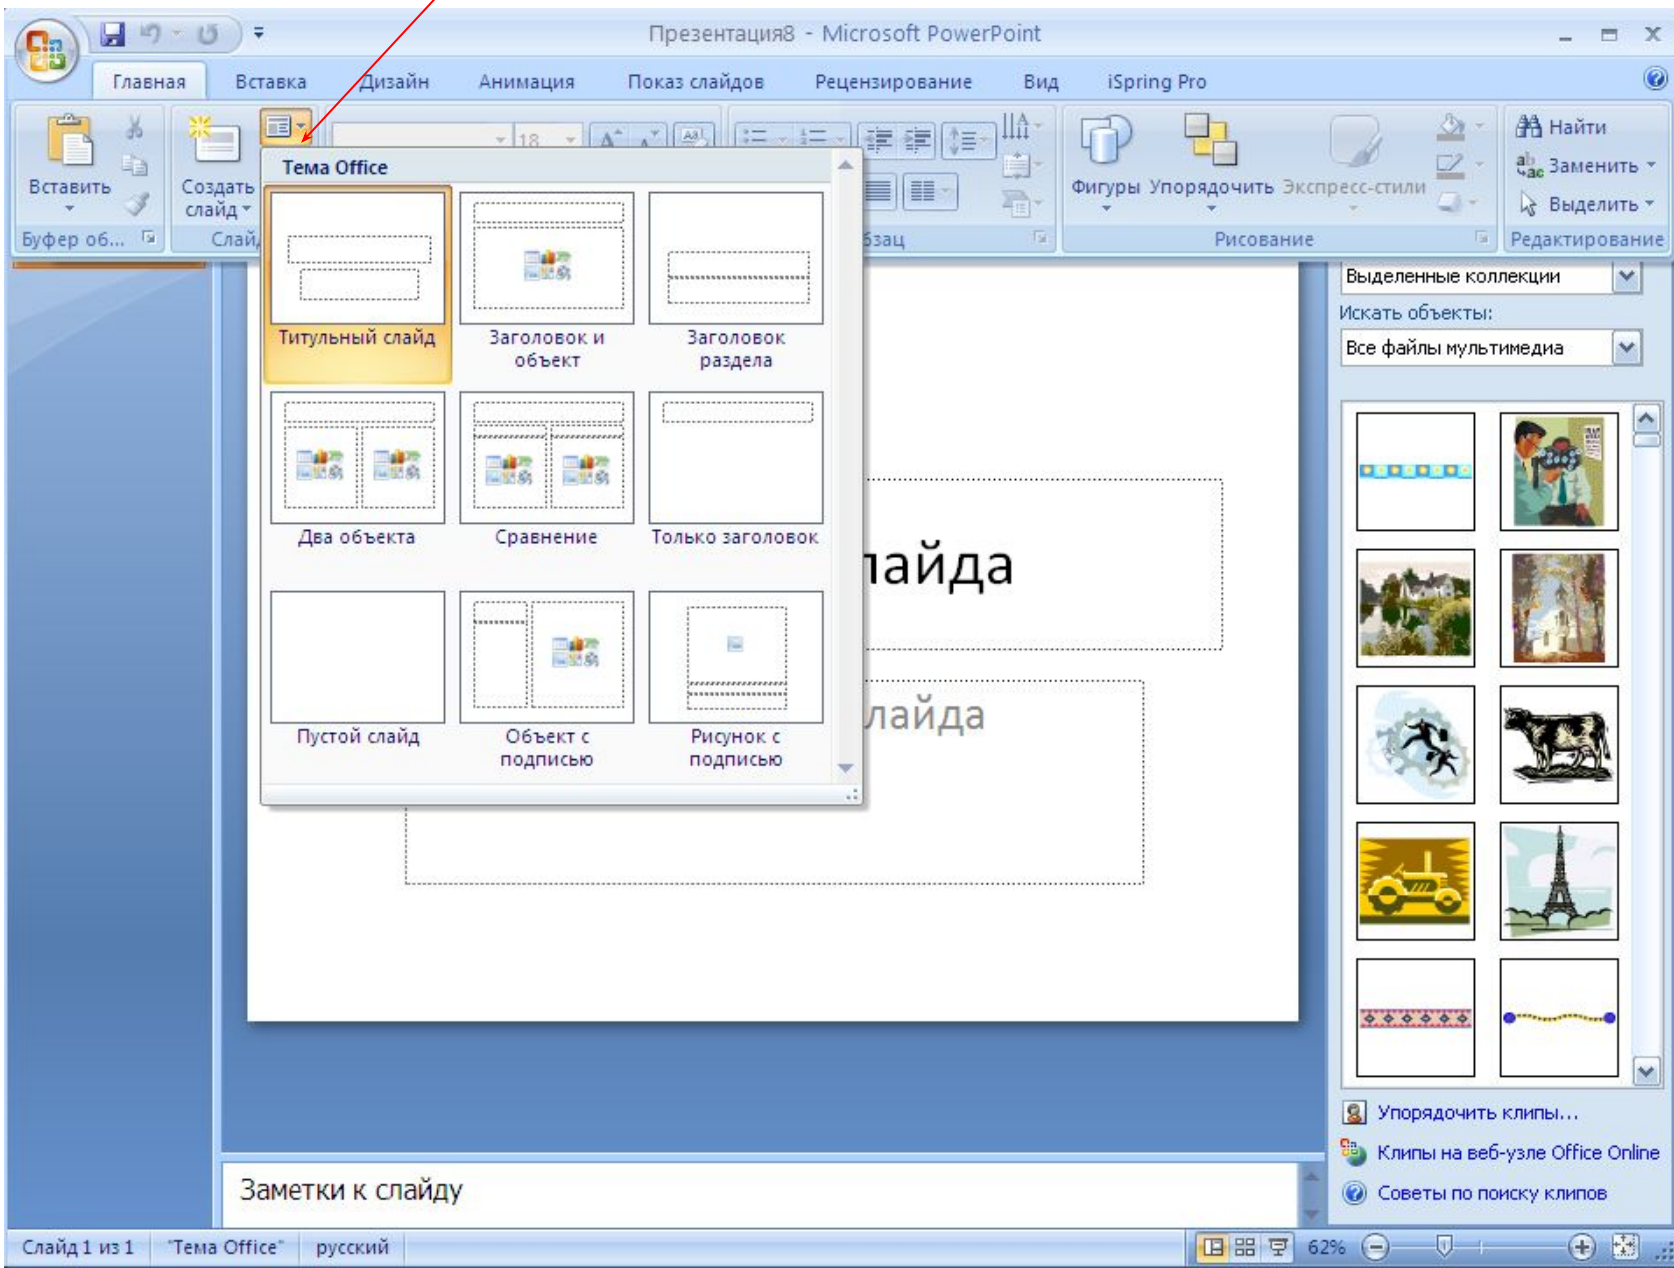 Презентация8 - Microsoft PowerPoint
Главная Вставка Дизайн Анимация Показ слайдов Рецензирование Вид iSpring Pro
Вставить
Буфер об...
Создать
слайд
Слай
18
Aa
бзац
Фигуры Упорядочить Экспресс-стили
Рисование
Найти
Заменить
Выделить
Редактирование
Тема Office
Титульный слайд
Заголовок и
объект
Заголовок
раздела
Два объекта
Сравнение
Только заголовок
Пустой слайд
Объект с
подписью
Рисунок с
подписью
лайда
лайда
Выделенные коллекции
Искать объекты:
Все файлы мультимедиа
Упорядочить клипы...
Клипы на веб-узле Office Online
Советы по поиску клипов
Заметки к слайду
Слайд 1 из 1 "Тема Office" русский 62%